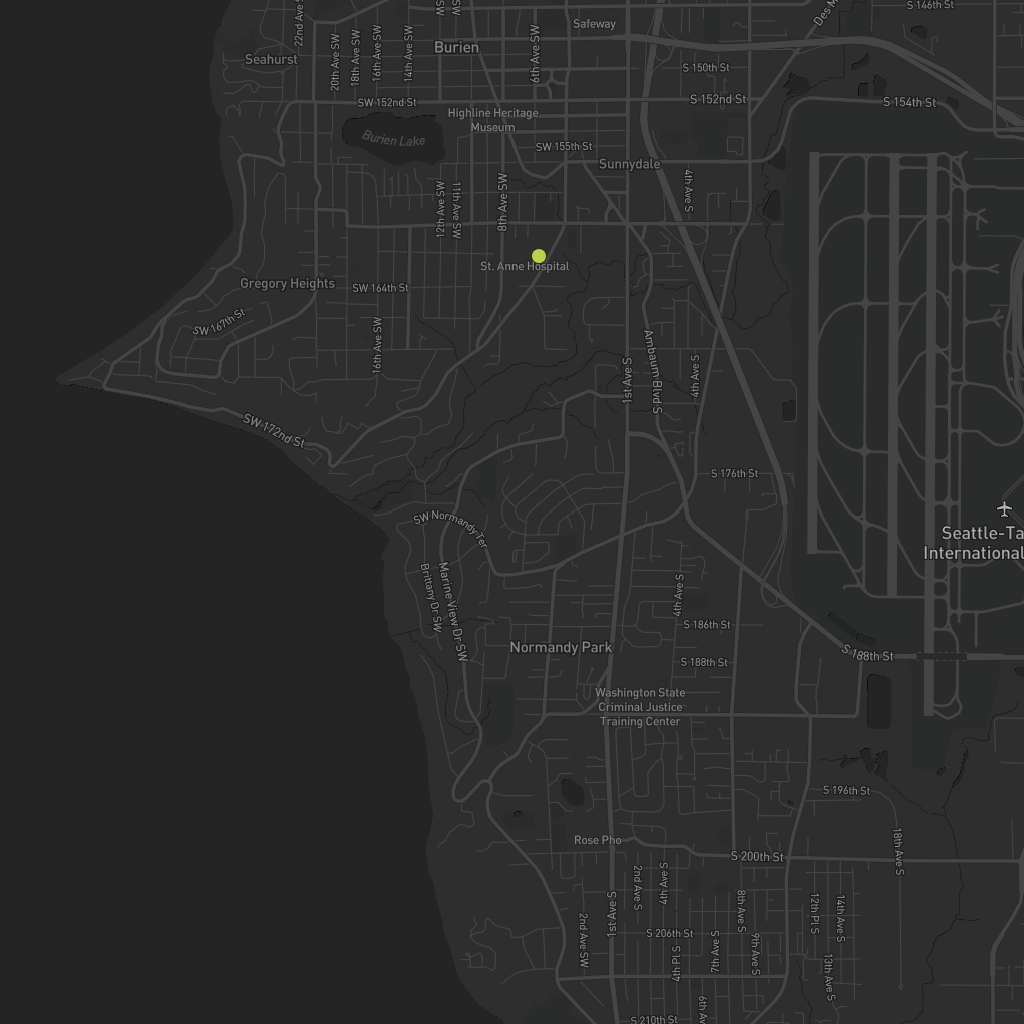 SW
SW
22nd Ave S
Safeway
Des M
S 146th St
Burien
6th Ave SW
14th Ave SW
16th Ave SW
18th Ave SW
20th Ave SW
Seahurst
S 150th St
SW 152nd St
S 152nd St
S 154th St
Highline Heritage
Museum
Burien Lake
SW 155th St
Sunnydale
4th Ave S
8th Ave SW
12th Ave SW
11th Ave SW
St. Anne Hospital
Gregory Heights
SW 164th St
SW 167th St
16th Ave SW
Ambaum Blvd S
1st Ave S
4th Ave S
SW 172nd St
S 176th St
SW Normandy Ter
Seattle-Ta
International
Marine View Dr SW
Brittany Dr SW
4th Ave S
S 186th St
Normandy Park
S 188th St
S 188th St
Washington State
Criminal Justice
Training Center
S 196th St
Rose Pho
S 200th St
18th Ave S
2nd Ave S
4th Ave S
1st Ave S
8th Ave S
12th Pl S
14th Ave S
2nd Ave SW
S 206th St
4th Pl S
7th Ave S
9th Ave S
13th Ave S
6th Ave
S 210th St